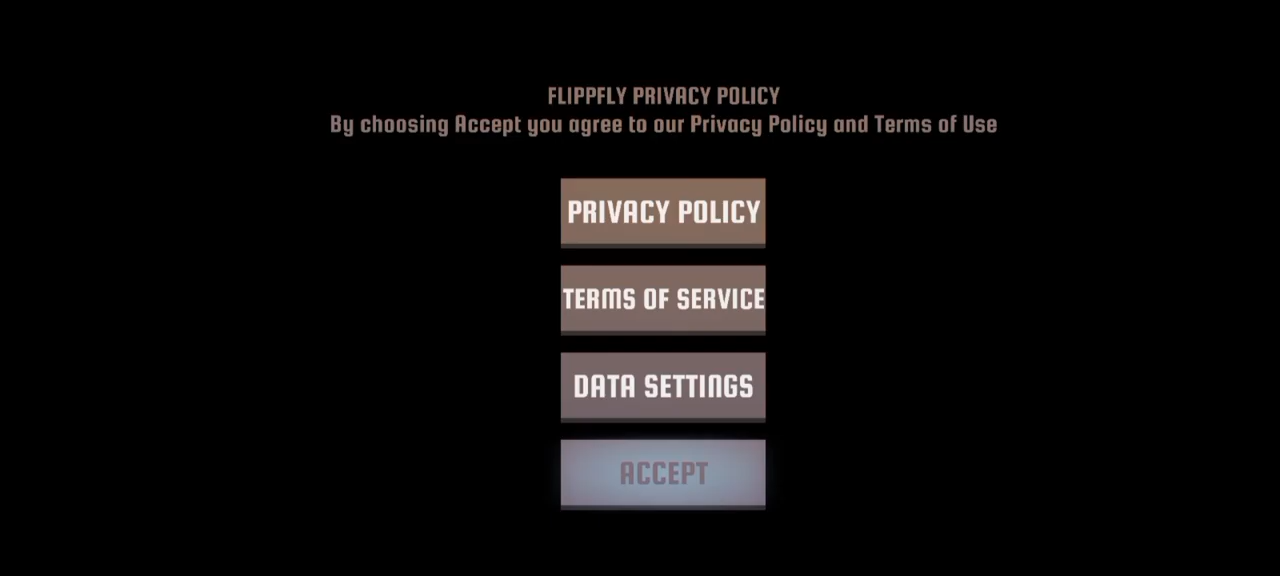 FLIPPFLY PRIVACY POLICY
By choosing Accept you agree to our Privacy Policy and Terms of Use
PRIVACY POLICY
TERMS OF SERVICE
DATA SETTINGS
ACCEPT